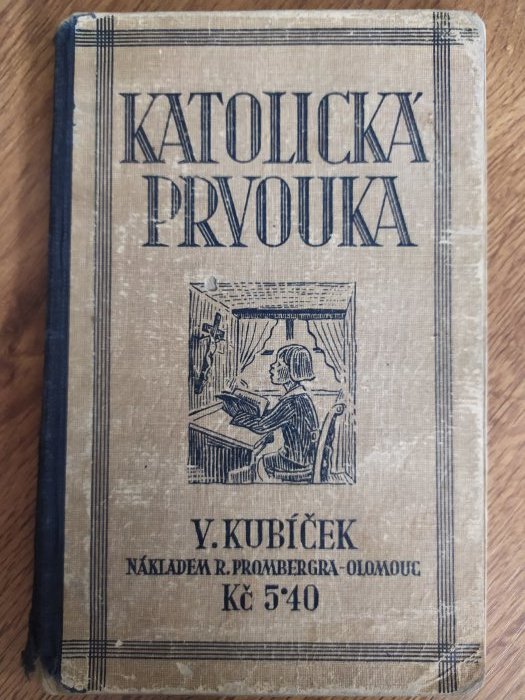 KATOLICKÁ
PRVOUKA
V. KUBÍČEK
NÁKLADEM R. PROMBERGRA-OLOMOUC
Kč 5·40